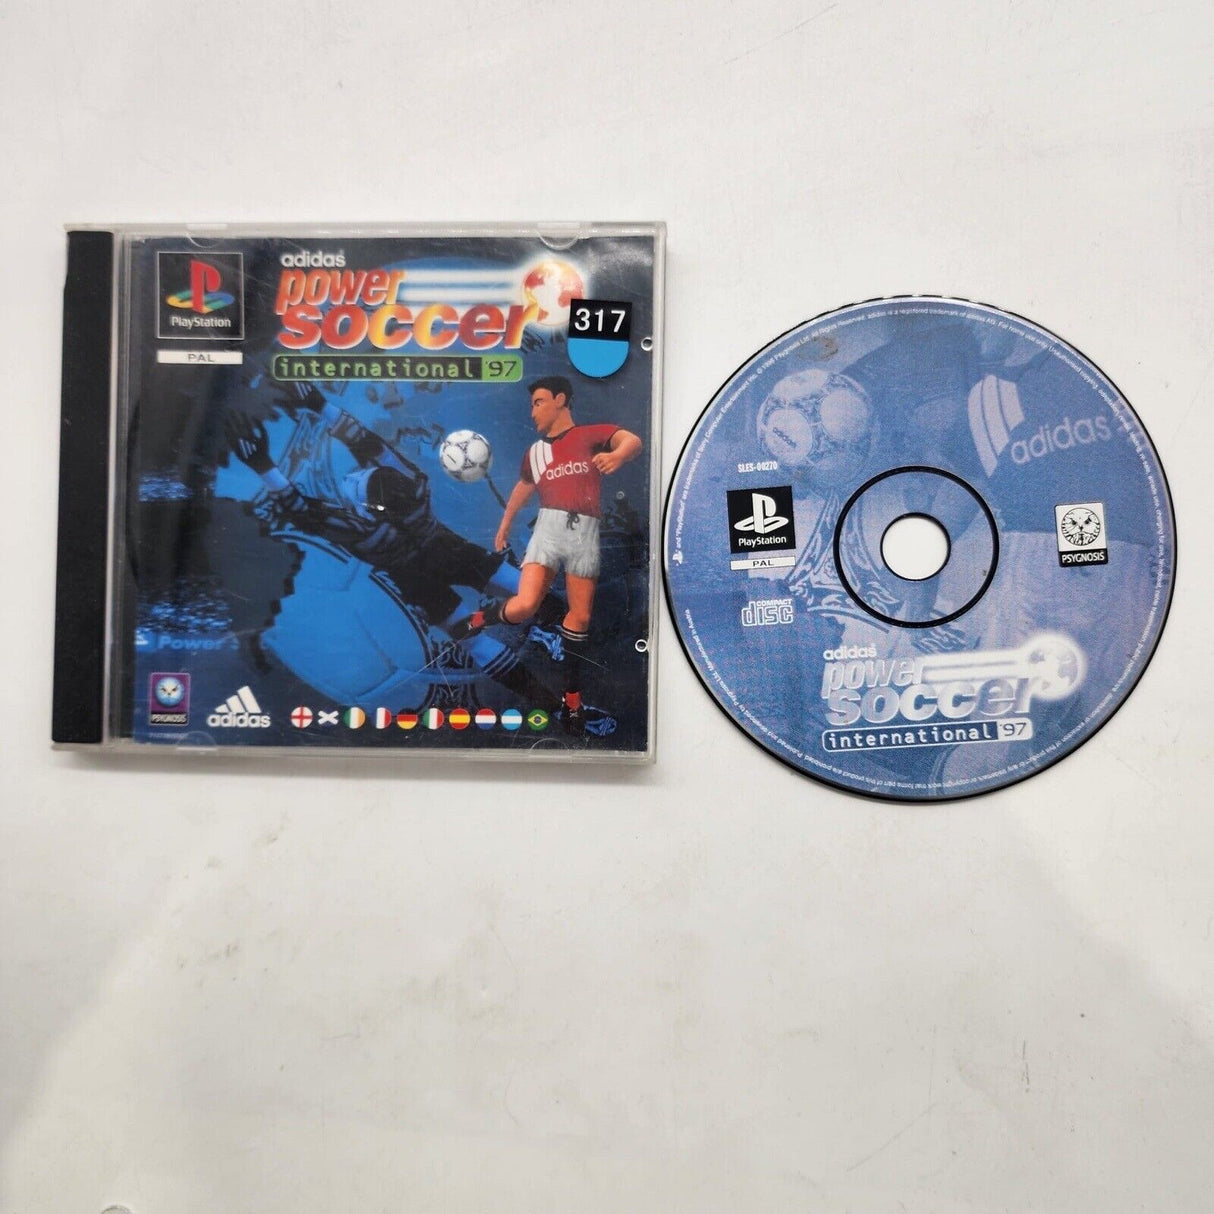 PlayStation
PAL
adidas
power
soccer
international '97
317
adidas
Power
PSYGNOSIS
adidas
adidas
adidas
SLES-00270
PlayStation
PAL
PSYGNOSIS
COMPACT
disc
adidas
power
soccer
international '97